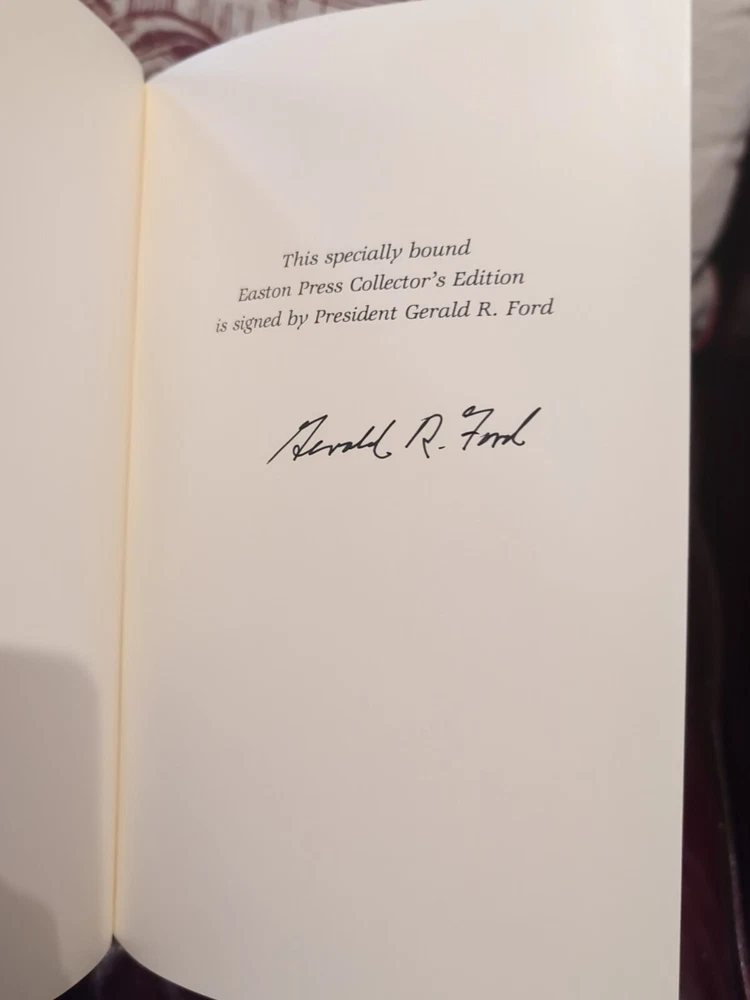 This specially bound
Easton Press Collector's Edition
is signed by President Gerald R. Ford
Gerald R. Ford